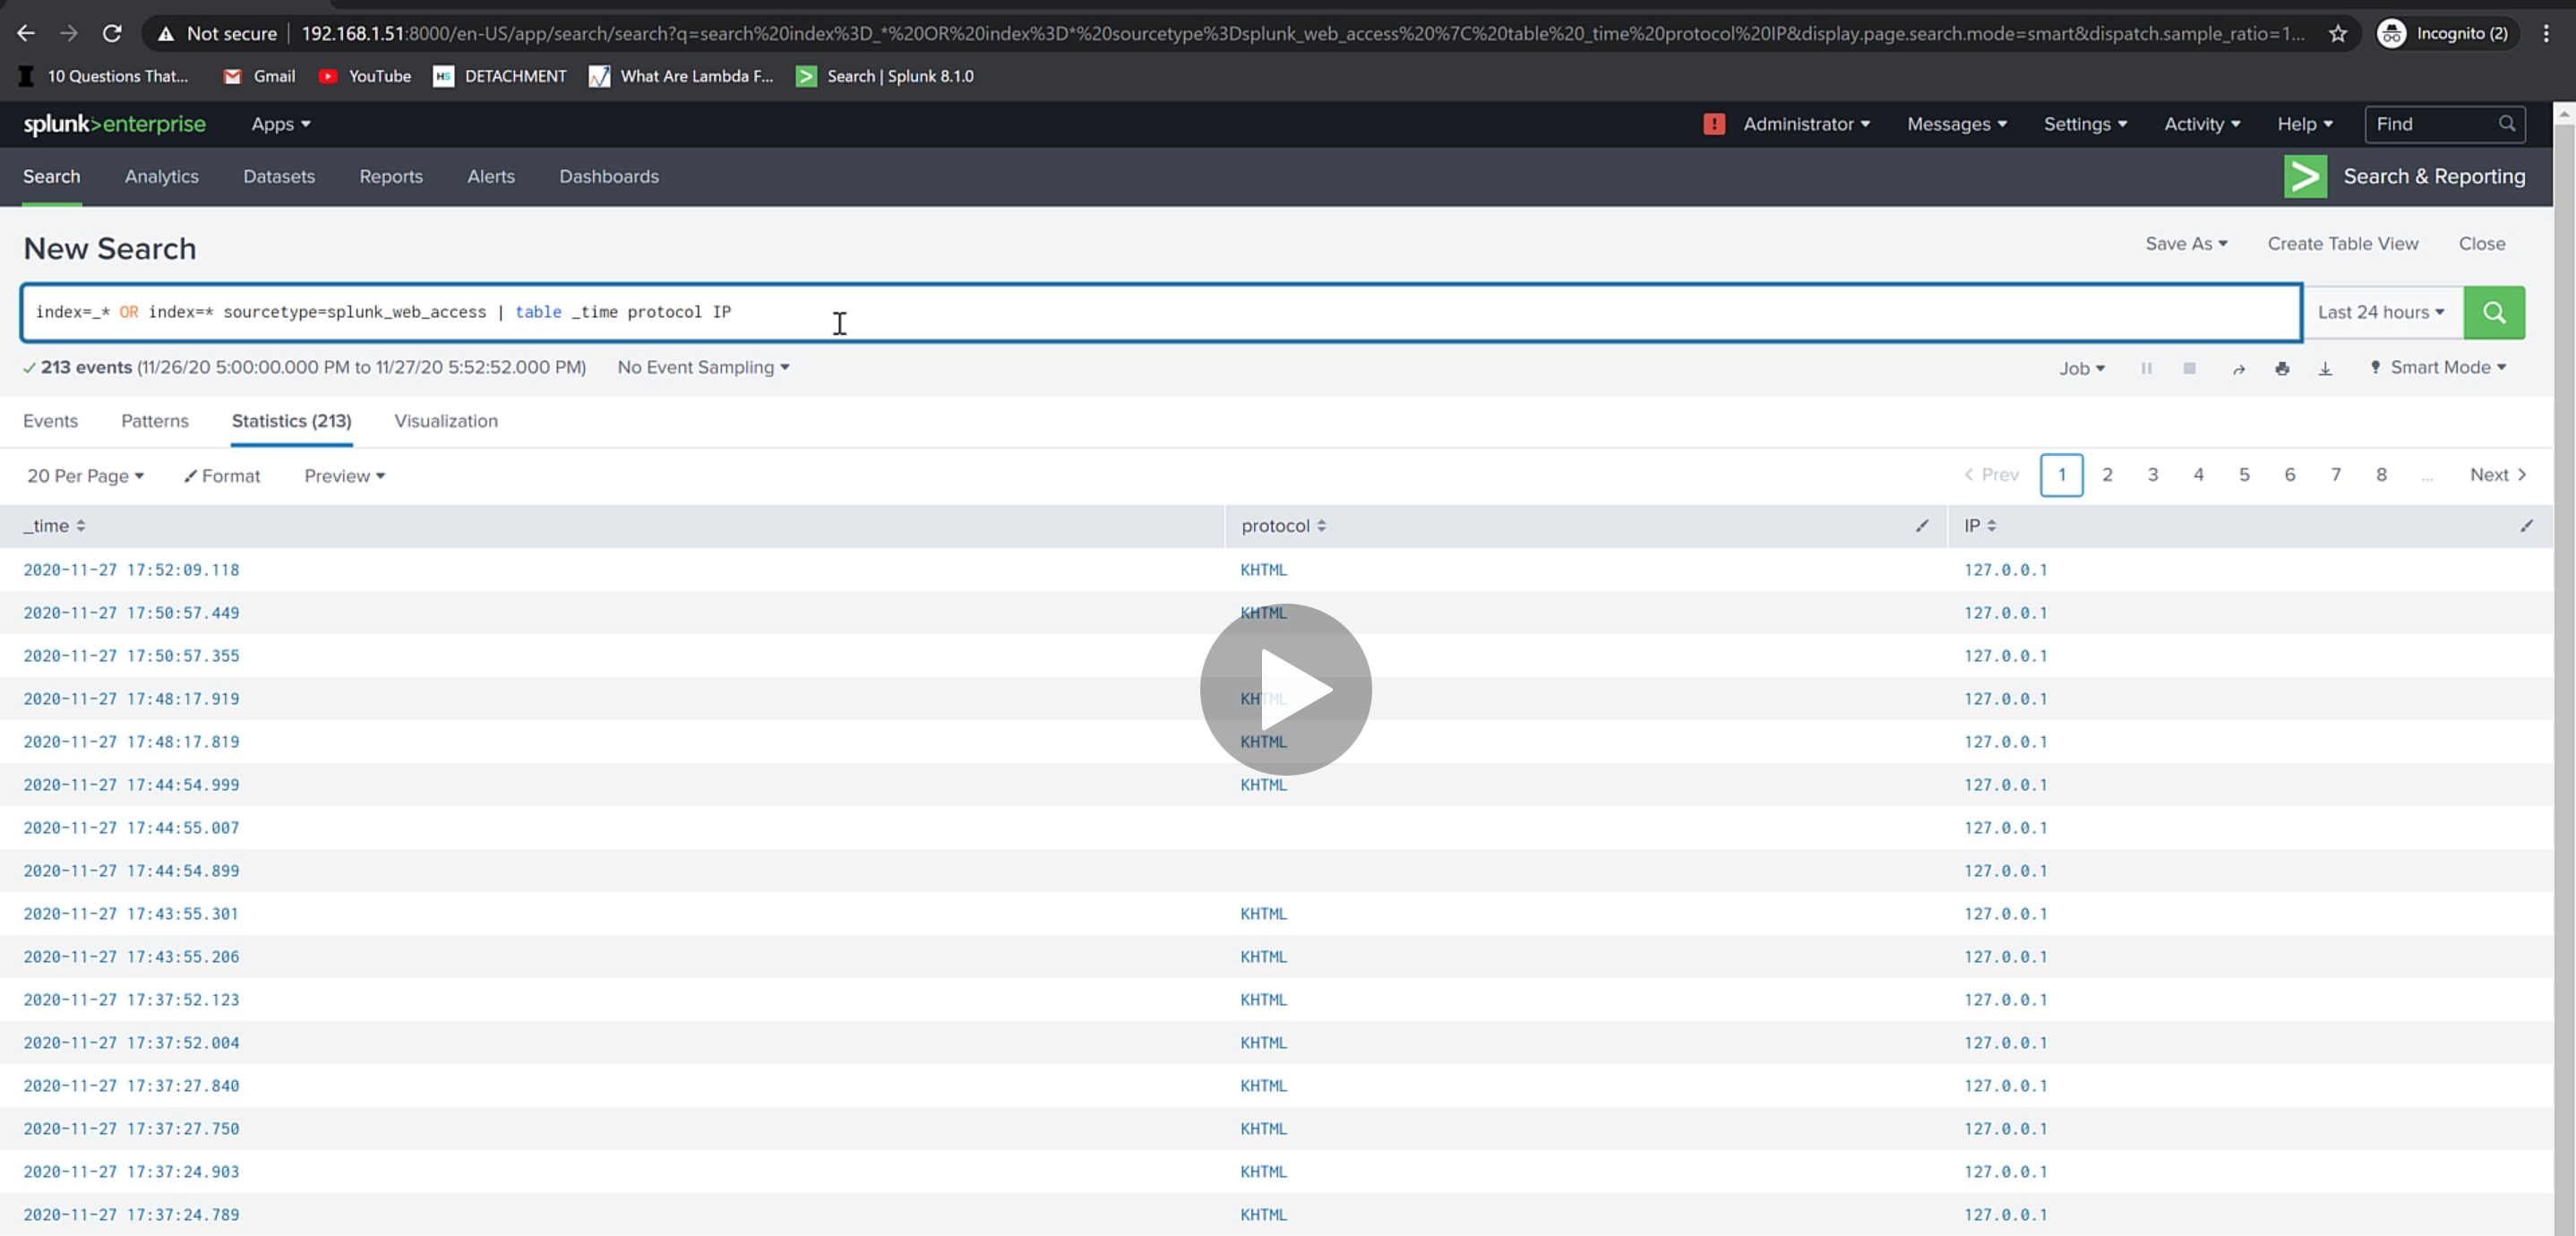 Not secure 192.168.1.51:8000/en-US/app/search/search?q=search%20index%3D_*%20OR%20index%3D*%20sourcetype%3Dsplunk_web_access%20%7C%20table%20_time%20protocol%20IP&display.page.search.mode=smart&dispatch.sample_ratio=1... Incognito (2)
10 Questions That... Gmail YouTube HS DETACHMENT What Are Lambda F... Search | Splunk 8.1.0
splunk>enterprise Apps Administrator Messages Settings Activity Help Find
Search Analytics Datasets Reports Alerts Dashboards Search & Reporting
New Search Save As Create Table View Close
index=_* OR index=* sourcetype=splunk_web_access | table _time protocol IP Last 24 hours
213 events (11/26/20 5:00:00.000 PM to 11/27/20 5:52:52.000 PM) No Event Sampling Job Smart Mode
Events Patterns Statistics (213) Visualization
20 Per Page Format Preview < Prev 1 2 3 4 5 6 7 8 ... Next >
_time protocol IP
2020-11-27 17:52:09.118 KHTML 127.0.0.1
2020-11-27 17:50:57.449 KHTML 127.0.0.1
2020-11-27 17:50:57.355 127.0.0.1
2020-11-27 17:48:17.919 KHTML 127.0.0.1
2020-11-27 17:48:17.819 KHTML 127.0.0.1
2020-11-27 17:44:54.999 KHTML 127.0.0.1
2020-11-27 17:44:55.007 127.0.0.1
2020-11-27 17:44:54.899 127.0.0.1
2020-11-27 17:43:55.301 KHTML 127.0.0.1
2020-11-27 17:43:55.206 KHTML 127.0.0.1
2020-11-27 17:37:52.123 KHTML 127.0.0.1
2020-11-27 17:37:52.004 KHTML 127.0.0.1
2020-11-27 17:37:27.840 KHTML 127.0.0.1
2020-11-27 17:37:27.750 KHTML 127.0.0.1
2020-11-27 17:37:24.903 KHTML 127.0.0.1
2020-11-27 17:37:24.789 KHTML 127.0.0.1